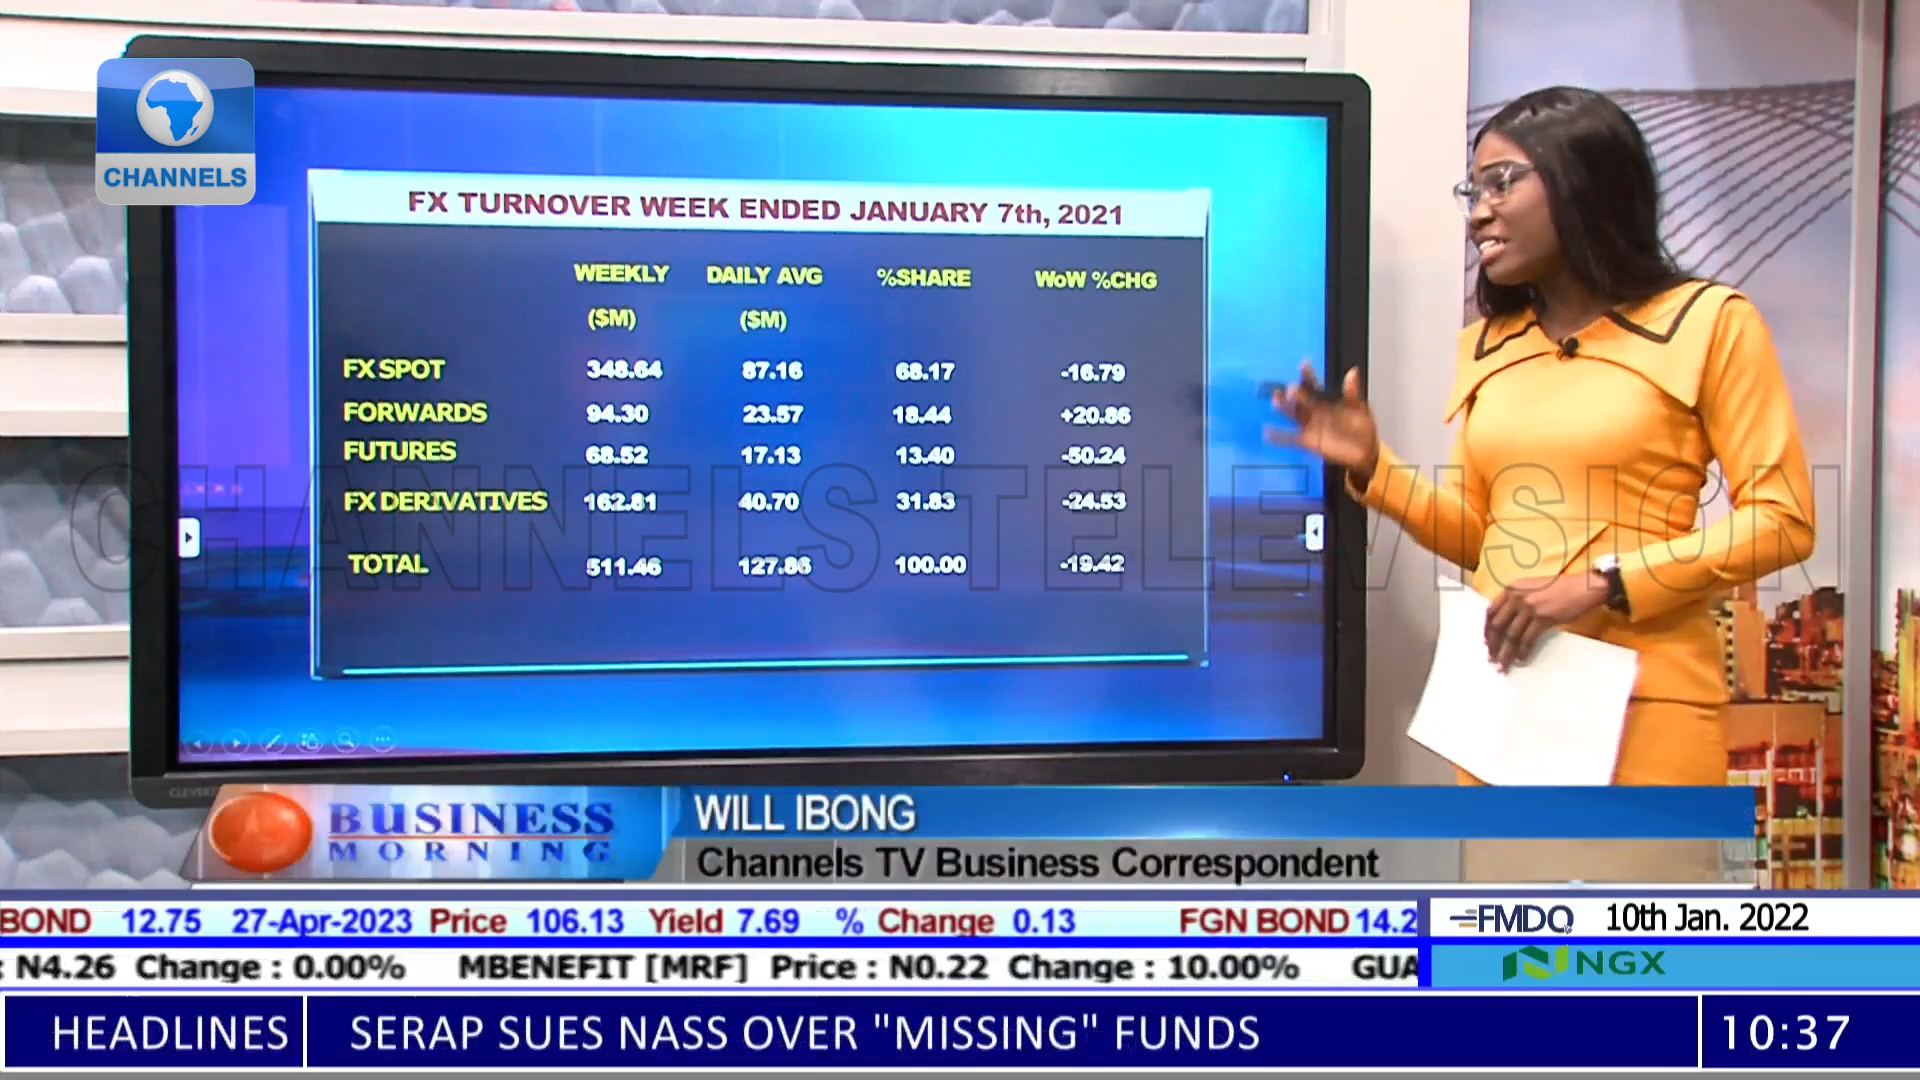 CHANNELS
FX TURNOVER WEEK ENDED JANUARY 7th, 2021
WEEKLY DAILY AVG %SHARE WoW %CHG
($M) ($M)
FX SPOT 348.64 87.16 68.17 -16.79
FORWARDS 94.30 23.57 18.44 +20.86
FUTURES 68.52 17.13 13.40 -50.24
FX DERIVATIVES 162.81 40.70 31.83 -24.53
TOTAL 511.46 127.86 100.00 -19.42
CHANNELS TELEVISION
BUSINESS
MORNING
WILL IBONG
Channels TV Business Correspondent
BOND 12.75 27-Apr-2023 Price 106.13 Yield 7.69 % Change 0.13 FGN BOND 14.2
FMDQ 10th Jan. 2022
: N4.26 Change : 0.00% MBENEFIT [MRF] Price : N0.22 Change : 10.00% GUA
NGX
HEADLINES SERAP SUES NASS OVER "MISSING" FUNDS 10:37